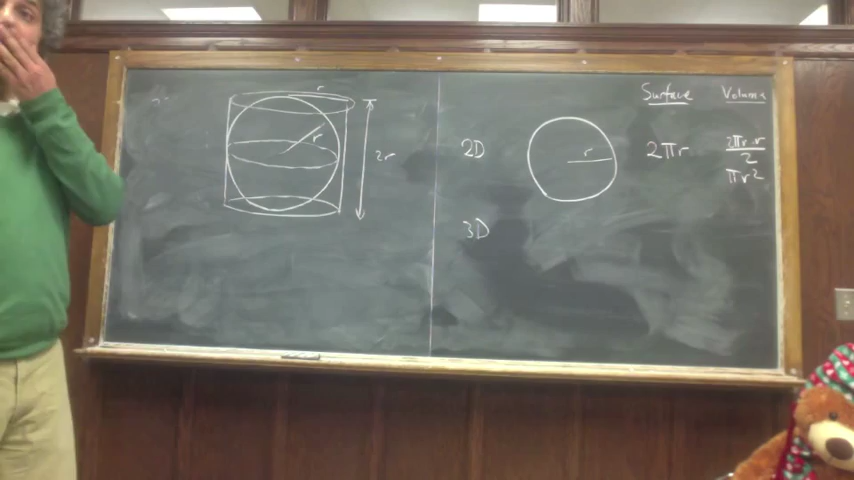 r
r
2r
Surface Volume
2D r 2πr 2πr·r
2
πr²
3D